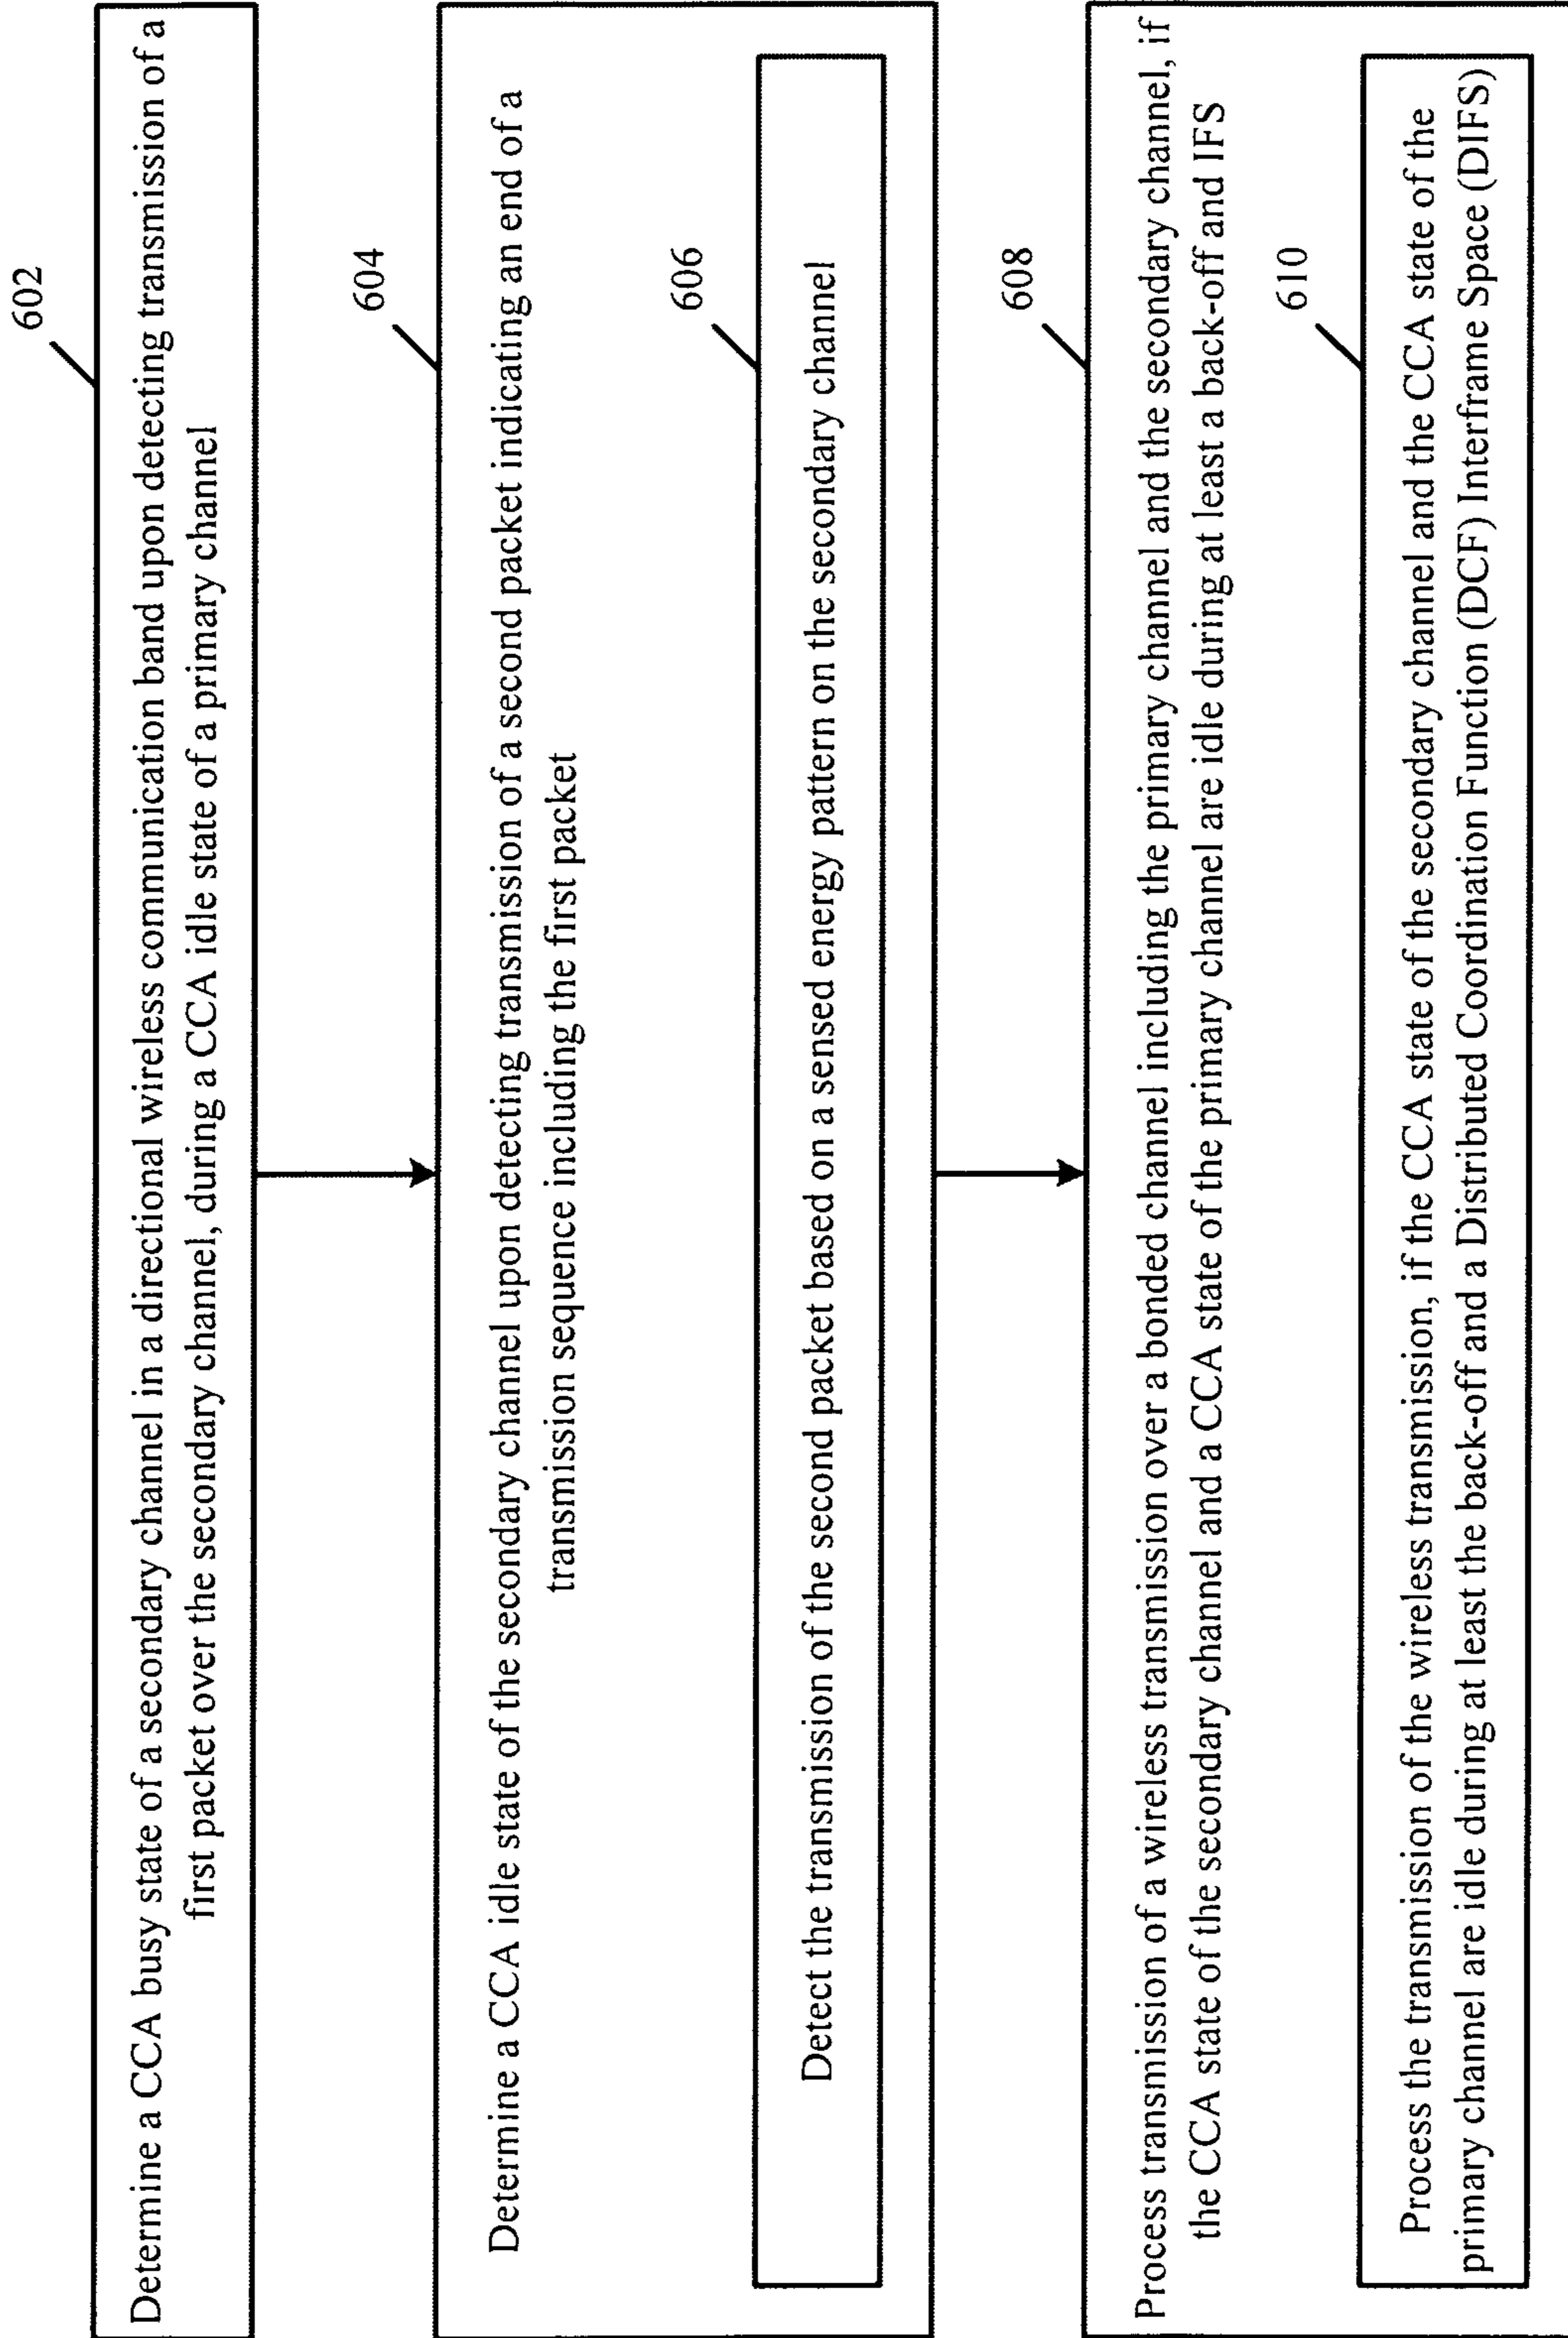 602
Determine a CCA busy state of a secondary channel in a directional wireless communication band upon detecting transmission of a
first packet over the secondary channel, during a CCA idle state of a primary channel
604
Determine a CCA idle state of the secondary channel upon detecting transmission of a second packet indicating an end of a
transmission sequence including the first packet
606
Detect the transmission of the second packet based on a sensed energy pattern on the secondary channel
608
Process transmission of a wireless transmission over a bonded channel including the primary channel and the secondary channel, if
the CCA state of the secondary channel and a CCA state of the primary channel are idle during at least a back-off and IFS
610
Process the transmission of the wireless transmission, if the CCA state of the secondary channel and the CCA state of the
primary channel are idle during at least the back-off and a Distributed Coordination Function (DCF) Interframe Space (DIFS)